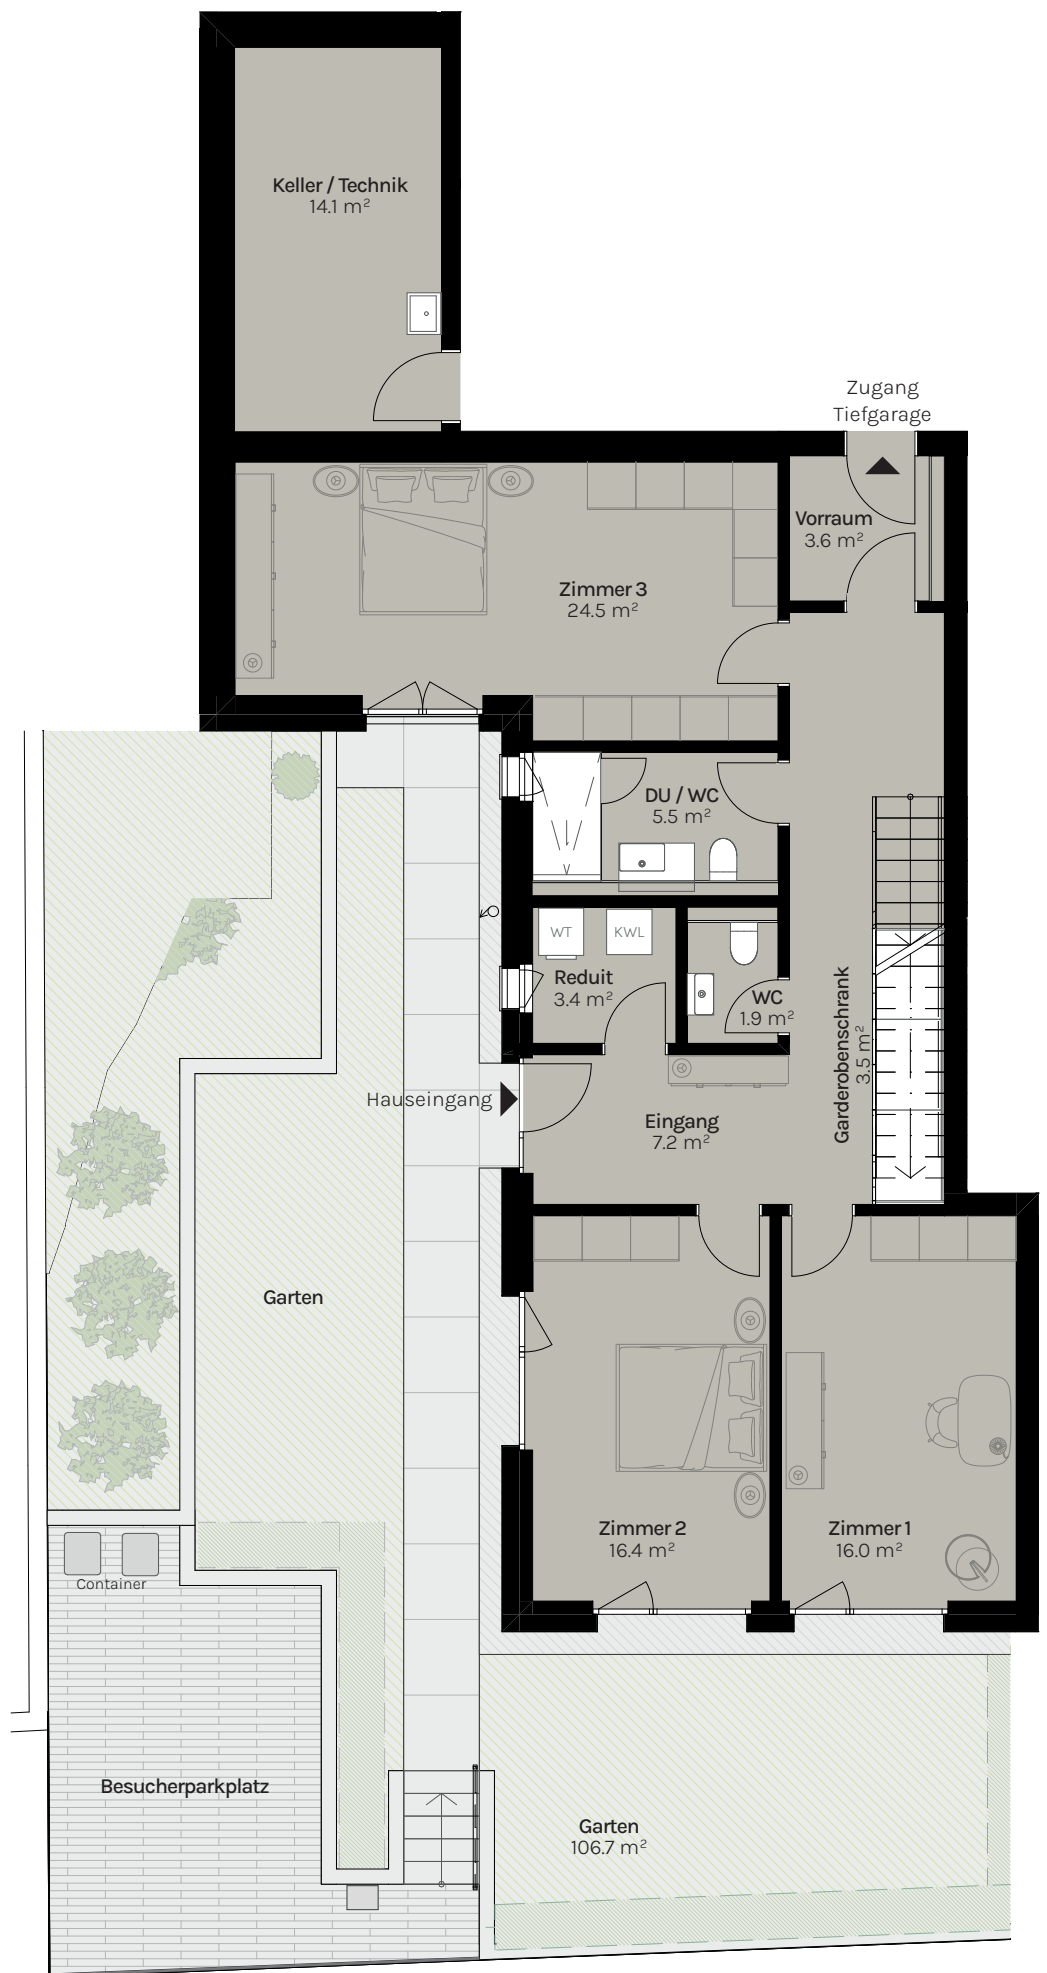 Keller / Technik
14.1 m²
Zugang
Tiefgarage
Vorraum
3.6 m²
Zimmer 3
24.5 m²
DU / WC
5.5 m²
WT
KWL
Reduit
3.4 m²
WC
1.9 m²
Garderobenschrank
3.5 m²
Hauseingang
Eingang
7.2 m²
Garten
Zimmer 2
16.4 m²
Zimmer 1
16.0 m²
Container
Besucherparkplatz
Garten
106.7 m²